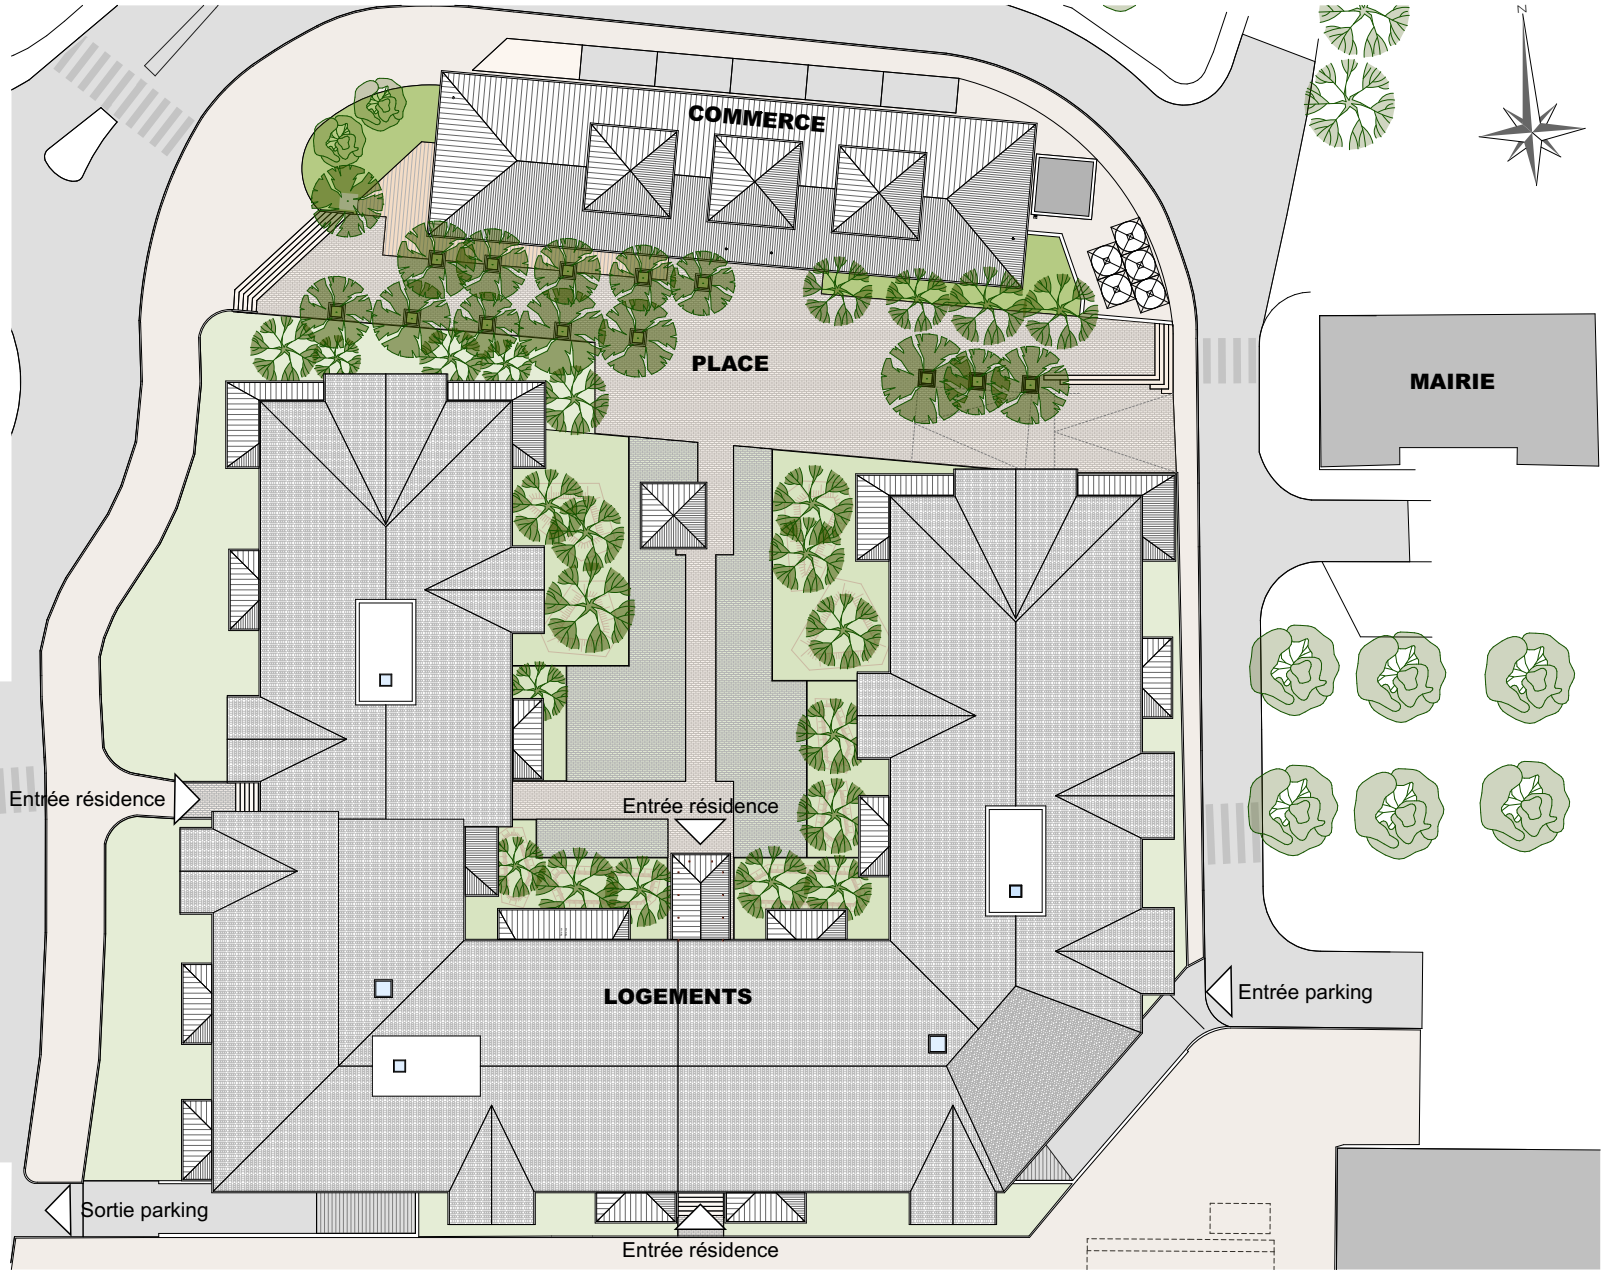 Z
COMMERCE
PLACE
MAIRIE
Entrée résidence
Entrée résidence
LOGEMENTS
Entrée parking
Sortie parking
Entrée résidence